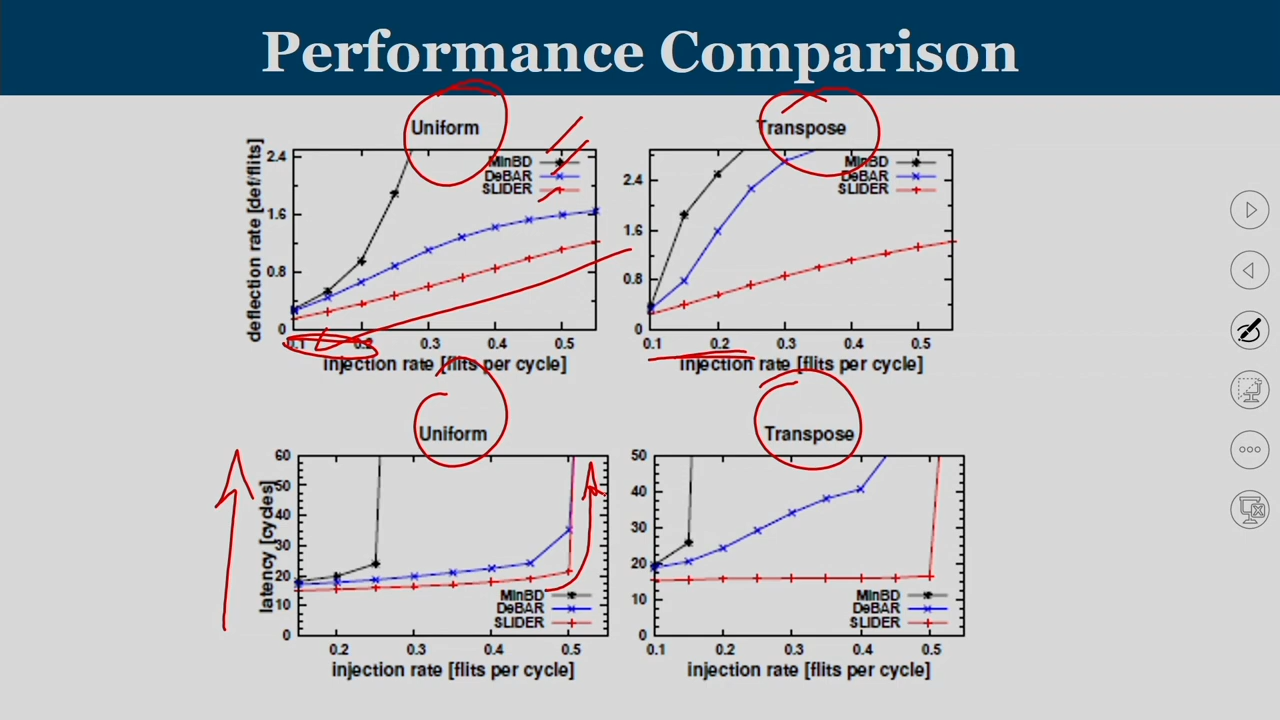 Performance Comparison
Uniform
2.4
1.6
0.8
0
deflection rate [def/flits]
MinBD
DeBAR
SLIDER
0.1 0.2 0.3 0.4 0.5
injection rate [flits per cycle]
Transpose
2.4
1.6
0.8
0
MinBD
DeBAR
SLIDER
0.1 0.2 0.3 0.4 0.5
injection rate [flits per cycle]
Uniform
60
50
40
30
20
10
0
latency [cycles]
MinBD
DeBAR
SLIDER
0.2 0.3 0.4 0.5
injection rate [flits per cycle]
Transpose
50
40
30
20
10
0
MinBD
DeBAR
SLIDER
0.1 0.2 0.3 0.4 0.5
injection rate [flits per cycle]